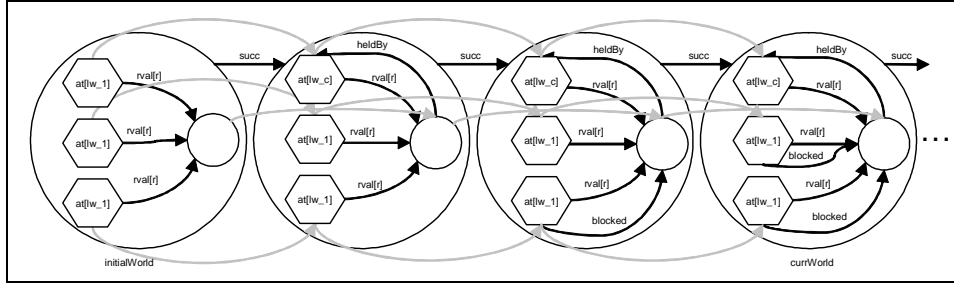 heldBy heldBy heldBy
succ succ succ succ
at[lw_1] rval[r] at[lw_c] rval[r] at[lw_c] rval[r] at[lw_c] rval[r]
at[lw_1] rval[r] at[lw_1] rval[r] at[lw_1] rval[r] at[lw_1] rval[r]
blocked
...
at[lw_1] rval[r] at[lw_1] rval[r] at[lw_1] rval[r] at[lw_1] rval[r]
blocked blocked
initialWorld currWorld